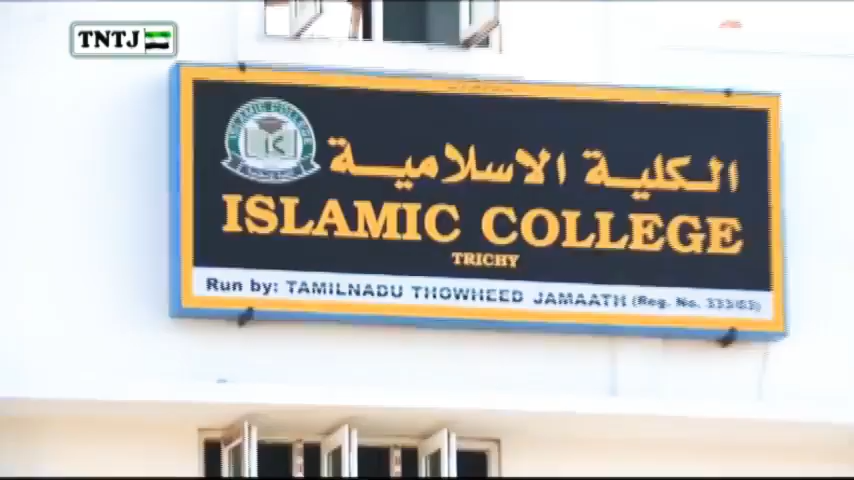 TNTJ
الكلية الاسلامية
ISLAMIC COLLEGE
TRICHY
Run by: TAMILNADU THOWHEED JAMAATH (Reg. No. 333/03)